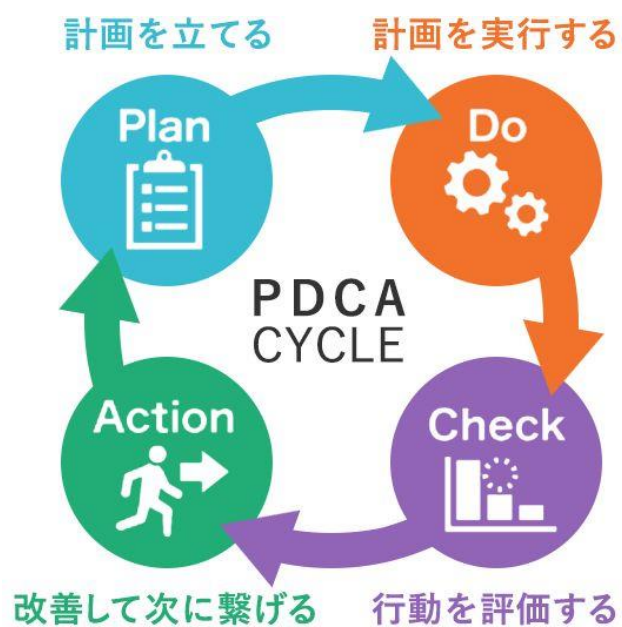 計画を立てる
計画を実行する
Plan
Do
PDCA
CYCLE
Action
Check
改善して次に繋げる
行動を評価する